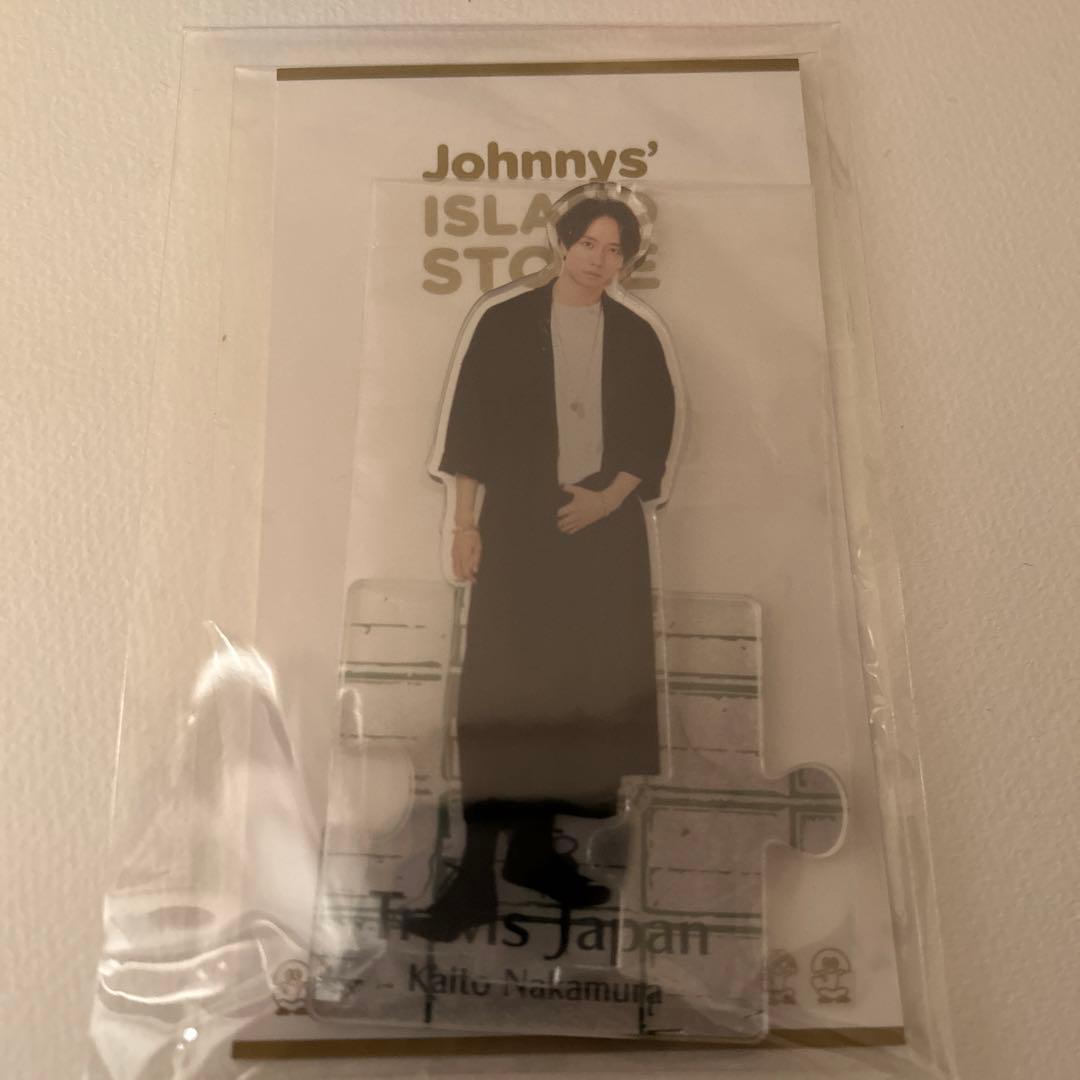 Johnnys'
ISLAND
STORE
Travis Japan
Kaito Nakamura